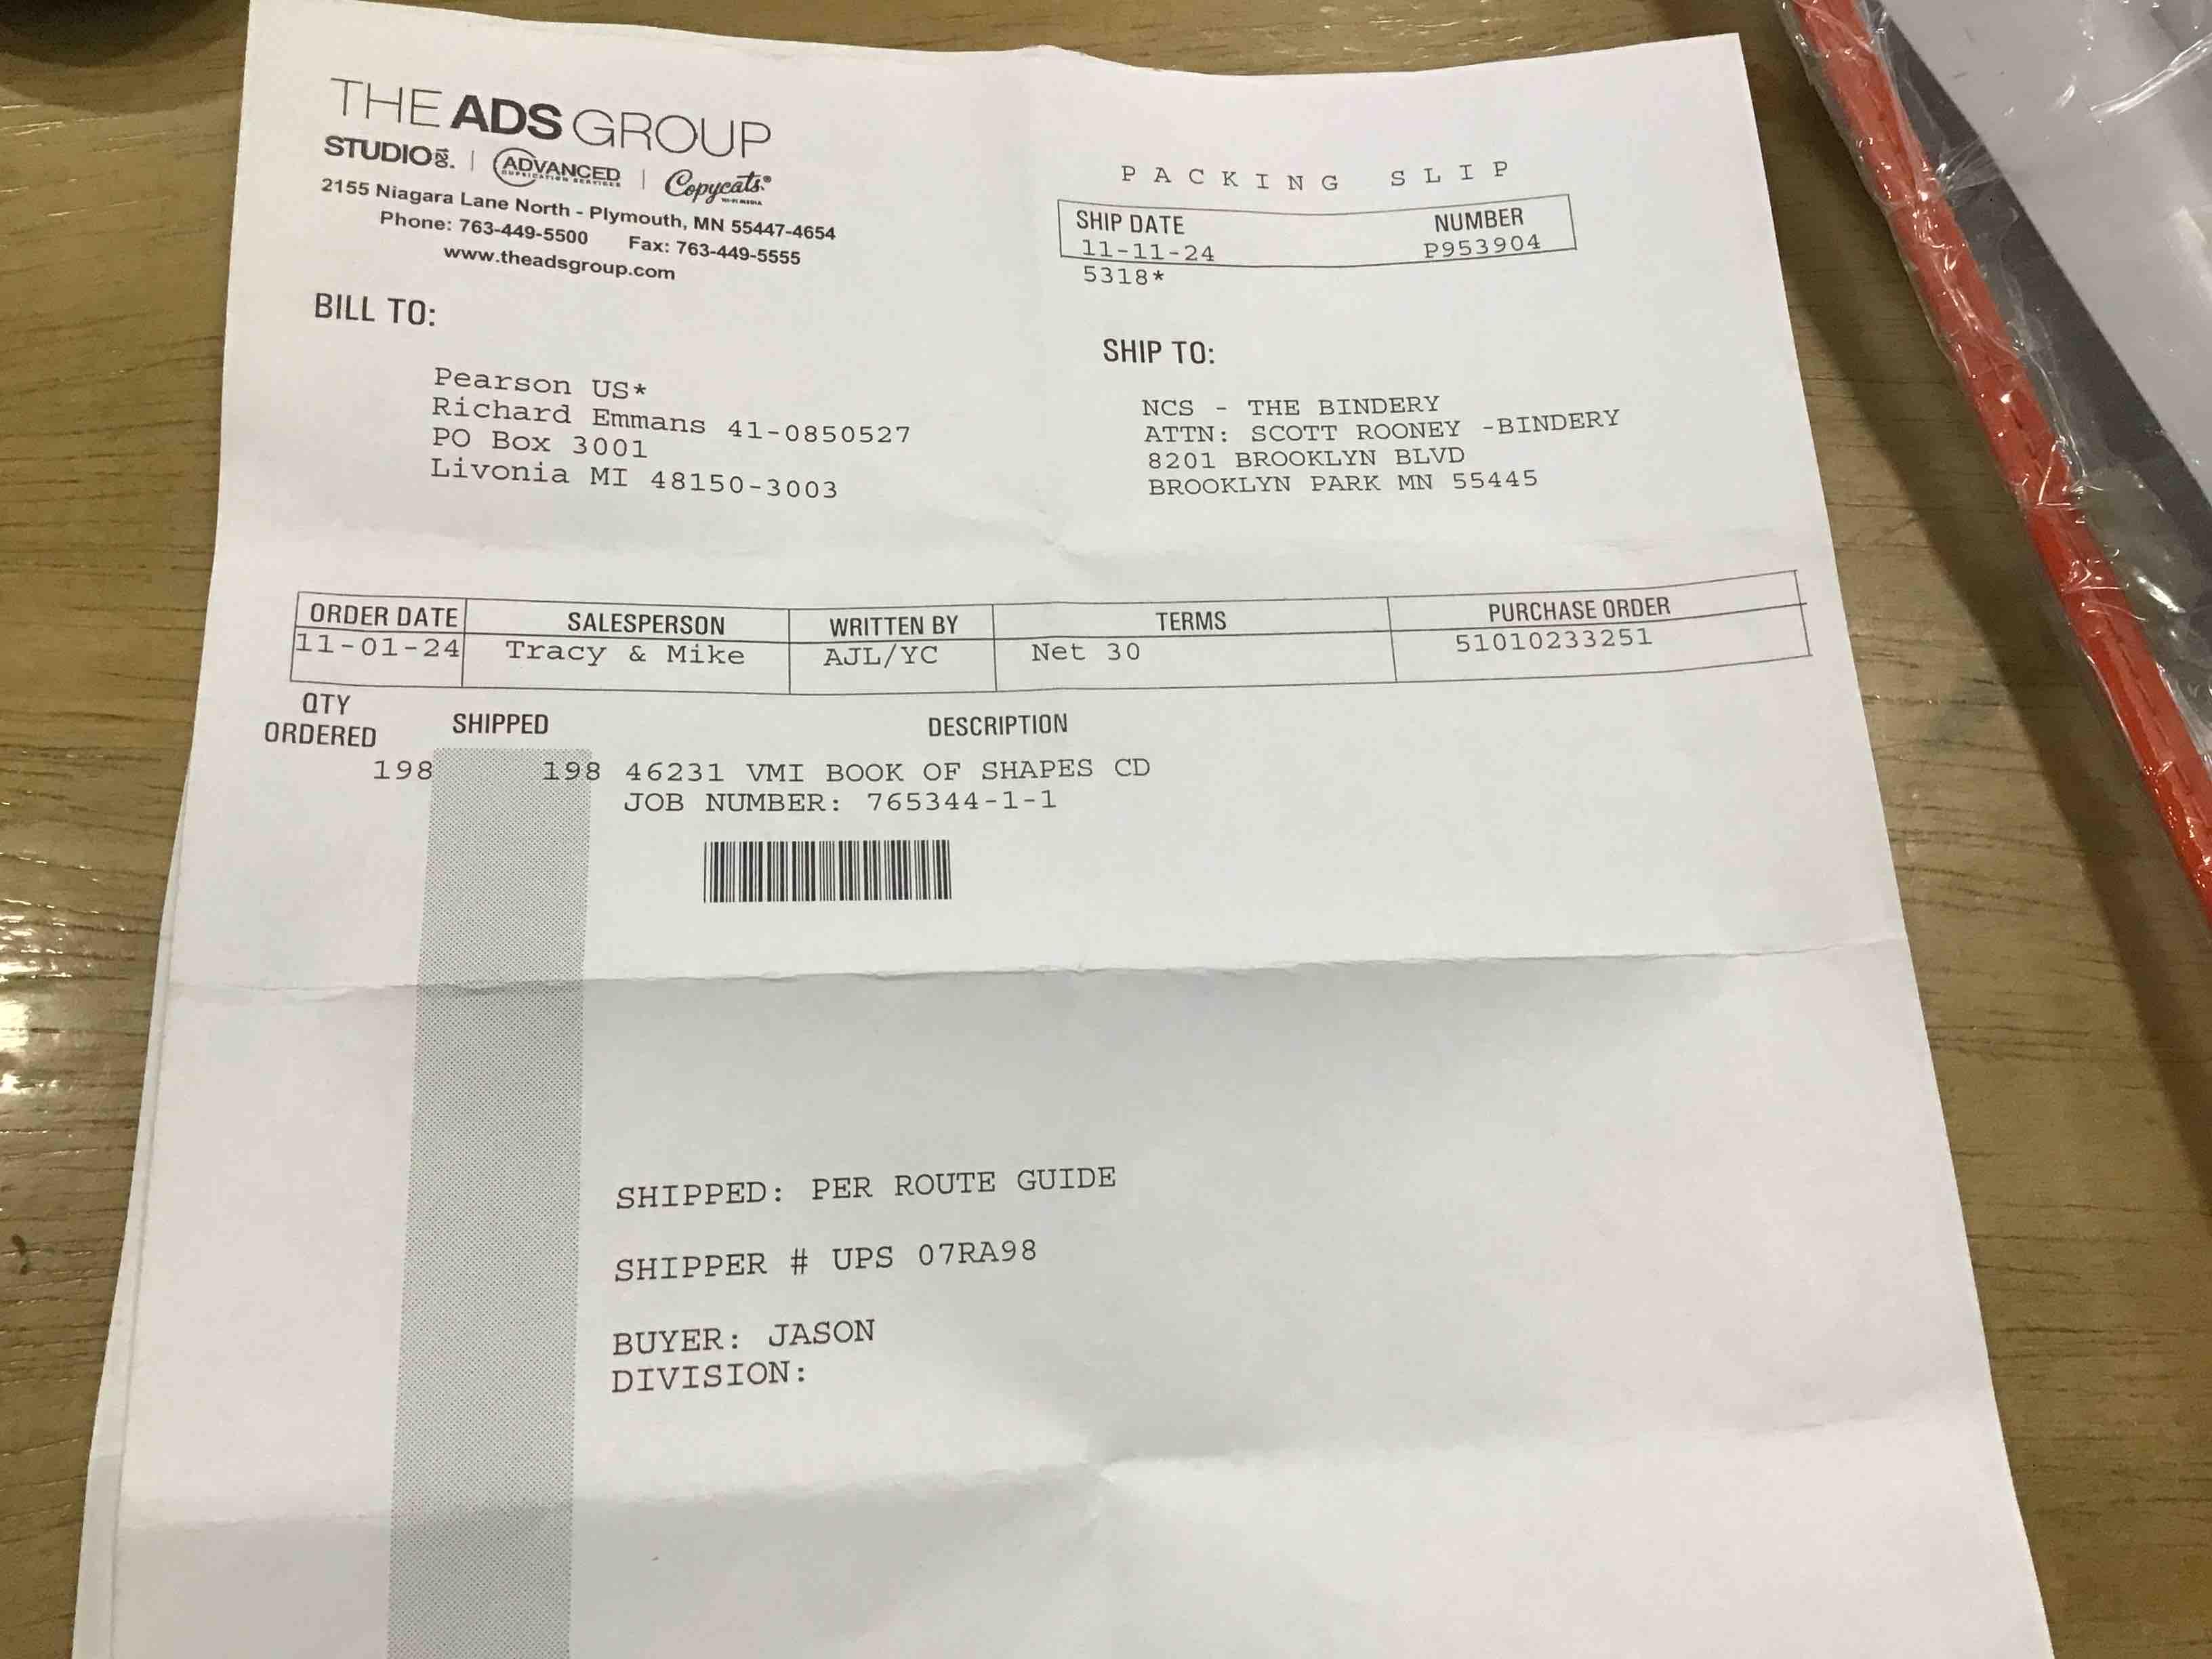 THE ADS GROUP
STUDIO | ADVANCED DUPLICATION SERVICES | Copycats
2155 Niagara Lane North - Plymouth, MN 55447-4654
Phone: 763-449-5500 Fax: 763-449-5555
www.theadsgroup.com
PACKING SLIP
SHIP DATE NUMBER
11-11-24 P953904
5318*
BILL TO:
Pearson US*
Richard Emmans 41-0850527
PO Box 3001
Livonia MI 48150-3003
SHIP TO:
NCS - THE BINDERY
ATTN: SCOTT ROONEY -BINDERY
8201 BROOKLYN BLVD
BROOKLYN PARK MN 55445
ORDER DATE SALESPERSON WRITTEN BY TERMS PURCHASE ORDER
11-01-24 Tracy & Mike AJL/YC Net 30 51010233251
QTY
ORDERED SHIPPED DESCRIPTION
198 198 46231 VMI BOOK OF SHAPES CD
JOB NUMBER: 765344-1-1
SHIPPED: PER ROUTE GUIDE
SHIPPER # UPS 07RA98
BUYER: JASON
DIVISION: